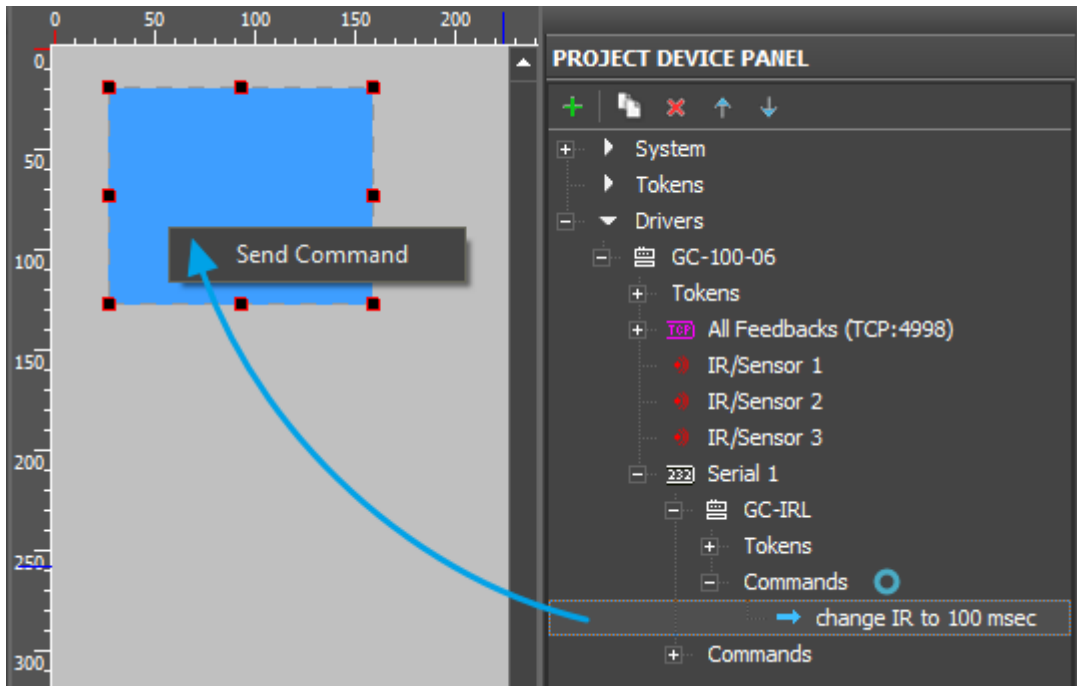 0 50 100 150 200
0
50
100
150
200
250
300
Send Command
PROJECT DEVICE PANEL
System
Tokens
Drivers
GC-100-06
Tokens
TCP All Feedbacks (TCP:4998)
IR/Sensor 1
IR/Sensor 2
IR/Sensor 3
232 Serial 1
GC-IRL
Tokens
Commands
change IR to 100 msec
Commands